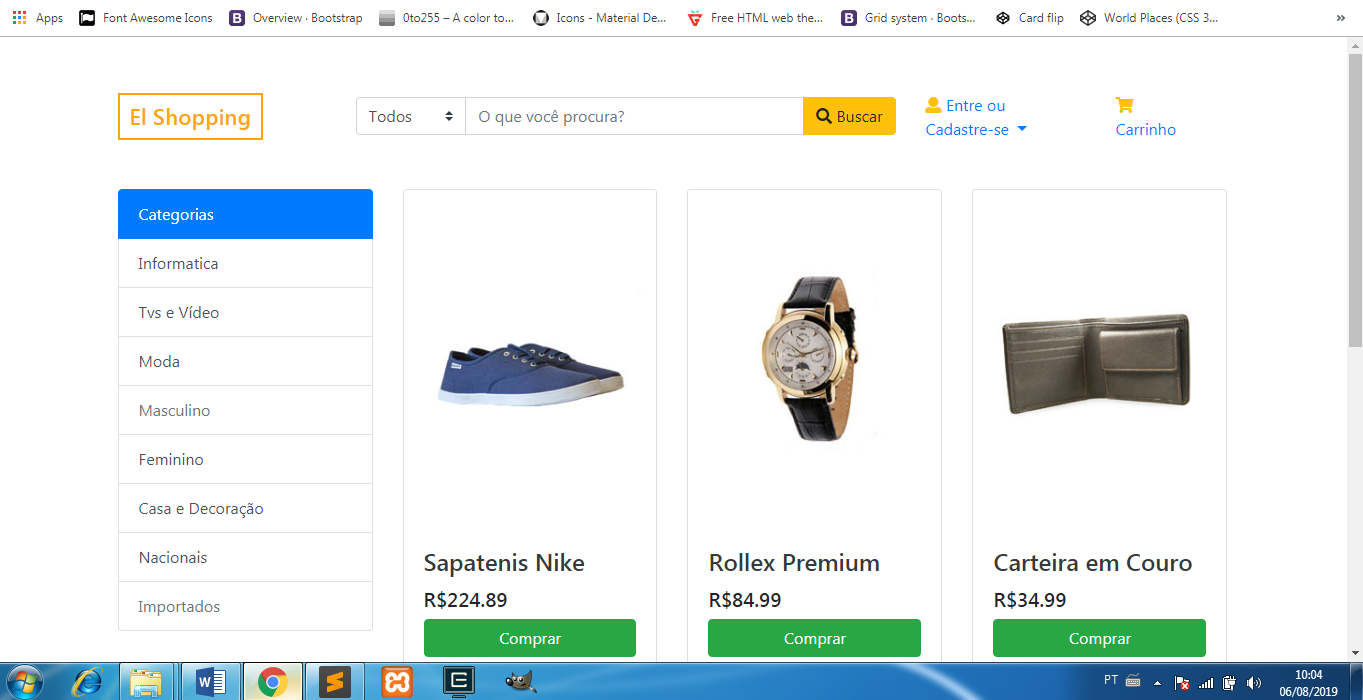 Apps Font Awesome Icons Overview · Bootstrap 0to255 – A color to... Icons - Material De... Free HTML web the... Grid system · Boots... Card flip World Places (CSS 3... »
El Shopping
Todos
O que você procura?
Buscar
Entre ou
Cadastre-se
Carrinho
Categorias
Informatica
Tvs e Vídeo
Moda
Masculino
Feminino
Casa e Decoração
Nacionais
Importados
Sapatenis Nike
R$224.89
Comprar
Rollex Premium
R$84.99
Comprar
Carteira em Couro
R$34.99
Comprar
PT
10:04
06/08/2019